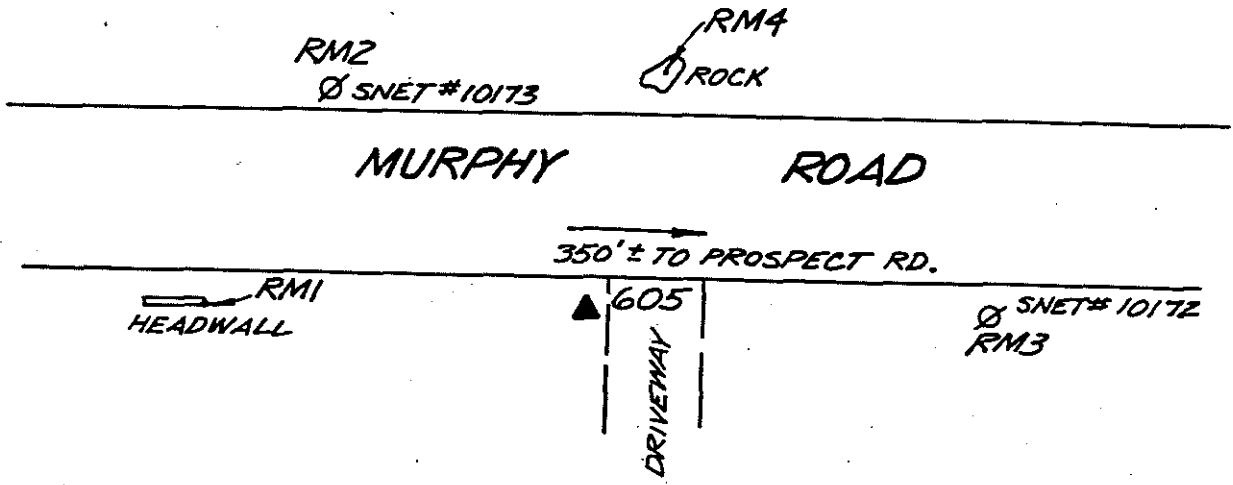 RM4
RM2
ROCK
SNET #10173
MURPHY ROAD
350'± TO PROSPECT RD.
RM1
605
SNET# 10172
HEADWALL
RM3
DRIVEWAY